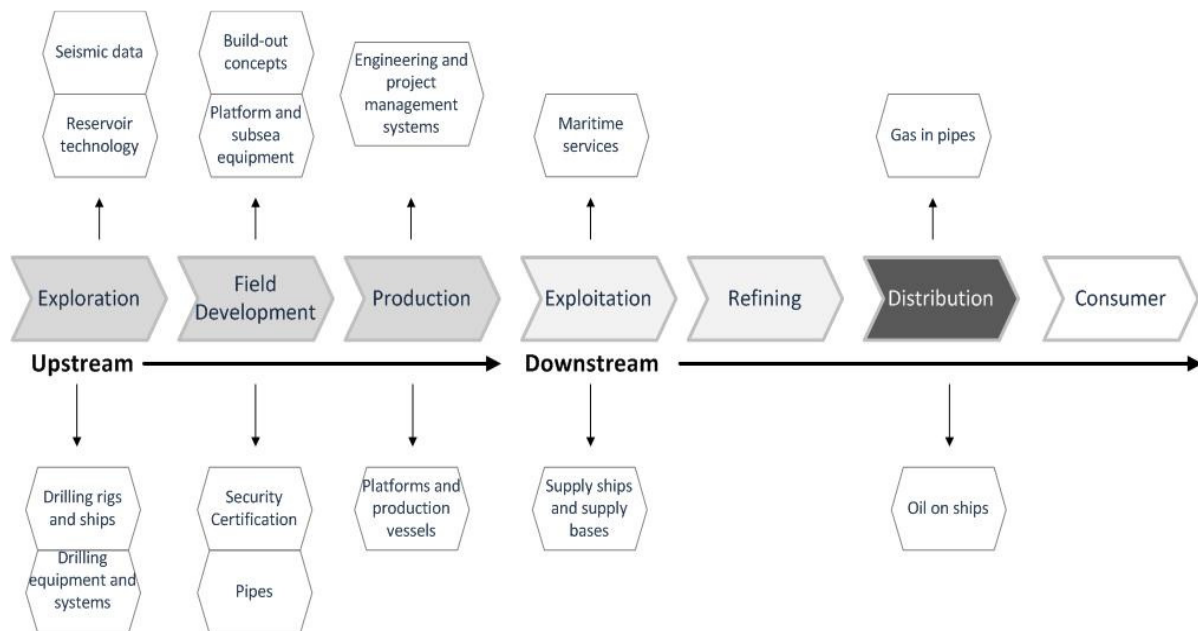 Seismic data
Reservoir
technology
Build-out
concepts
Platform and
subsea
equipment
Engineering and
project
management
systems
Maritime
services
Gas in pipes
Exploration
Field
Development
Production
Exploitation
Refining
Distribution
Consumer
Upstream
Downstream
Drilling rigs
and ships
Drilling
equipment and
systems
Security
Certification
Pipes
Platforms and
production
vessels
Supply ships
and supply
bases
Oil on ships